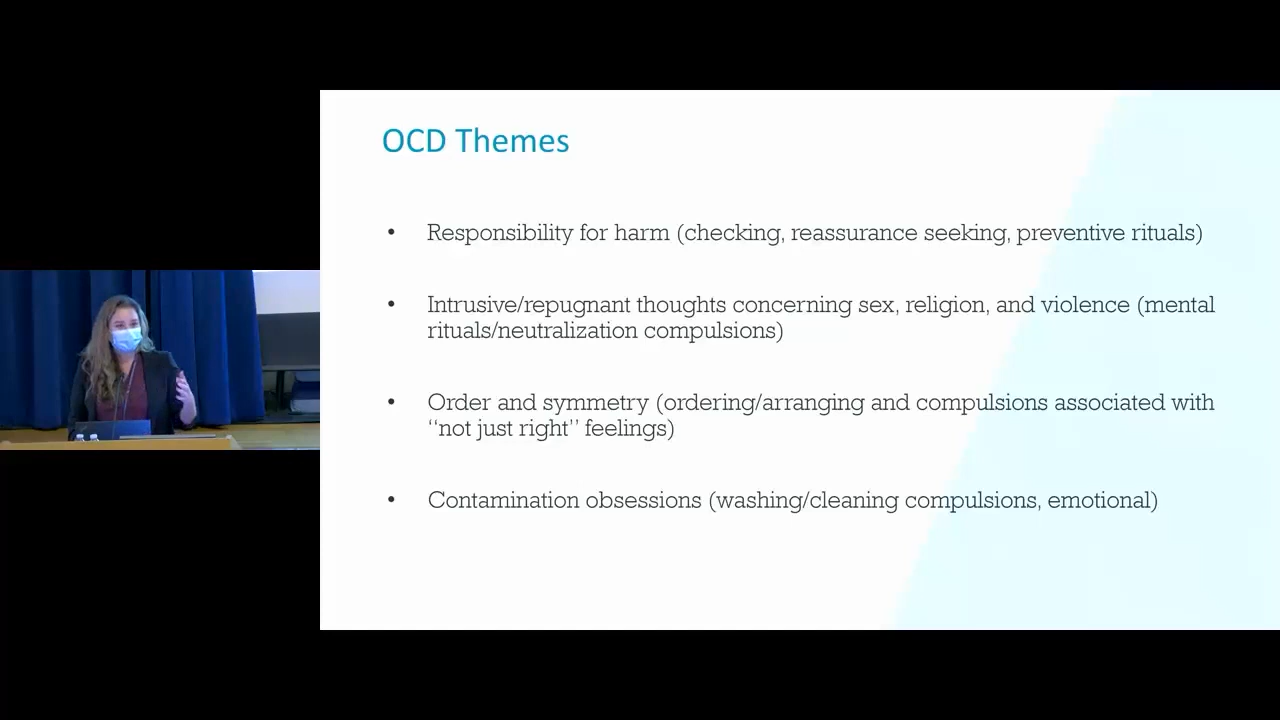 OCD Themes
• Responsibility for harm (checking, reassurance seeking, preventive rituals)
• Intrusive/repugnant thoughts concerning sex, religion, and violence (mental
rituals/neutralization compulsions)
• Order and symmetry (ordering/arranging and compulsions associated with
“not just right” feelings)
• Contamination obsessions (washing/cleaning compulsions, emotional)